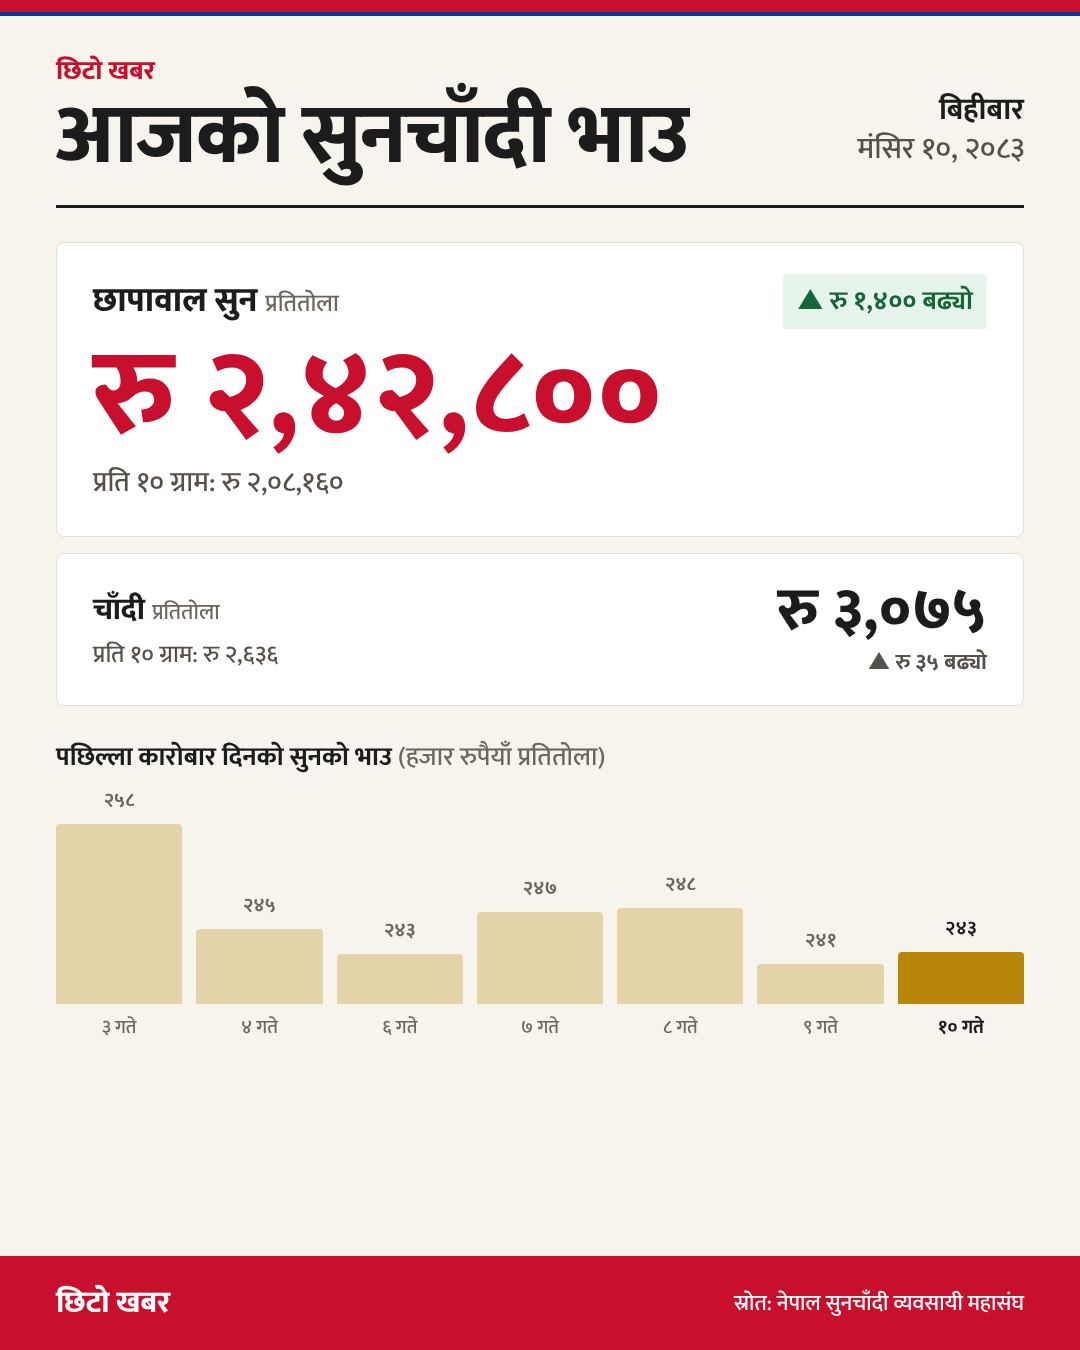 छिटो खबर
आजको सुनचाँदी भाउ
बिहीबार
मंसिर १०, २०८३
छापावाल सुन प्रतितोला
▲ रु १,४०० बढ्यो
रु २,४२,८००
प्रति १० ग्राम: रु २,०८,१६०
चाँदी प्रतितोला
प्रति १० ग्राम: रु २,६३६
रु ३,०७५
▲ रु ३५ बढ्यो
पछिल्ला कारोबार दिनको सुनको भाउ (हजार रुपैयाँ प्रतितोला)
२५८ २४५ २४३ २४७ २४८ २४१ २४३
३ गते ४ गते ६ गते ७ गते ८ गते ९ गते १० गते
छिटो खबर
स्रोत: नेपाल सुनचाँदी व्यवसायी महासंघ